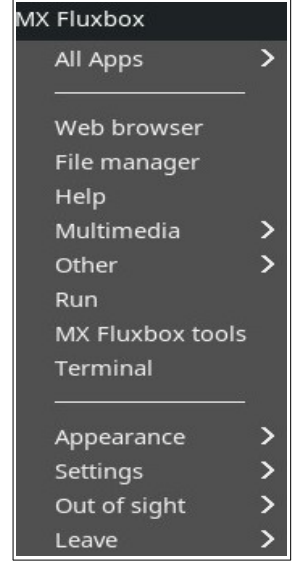 MX Fluxbox
All Apps
Web browser
File manager
Help
Multimedia
Other
Run
MX Fluxbox tools
Terminal
Appearance
Settings
Out of sight
Leave